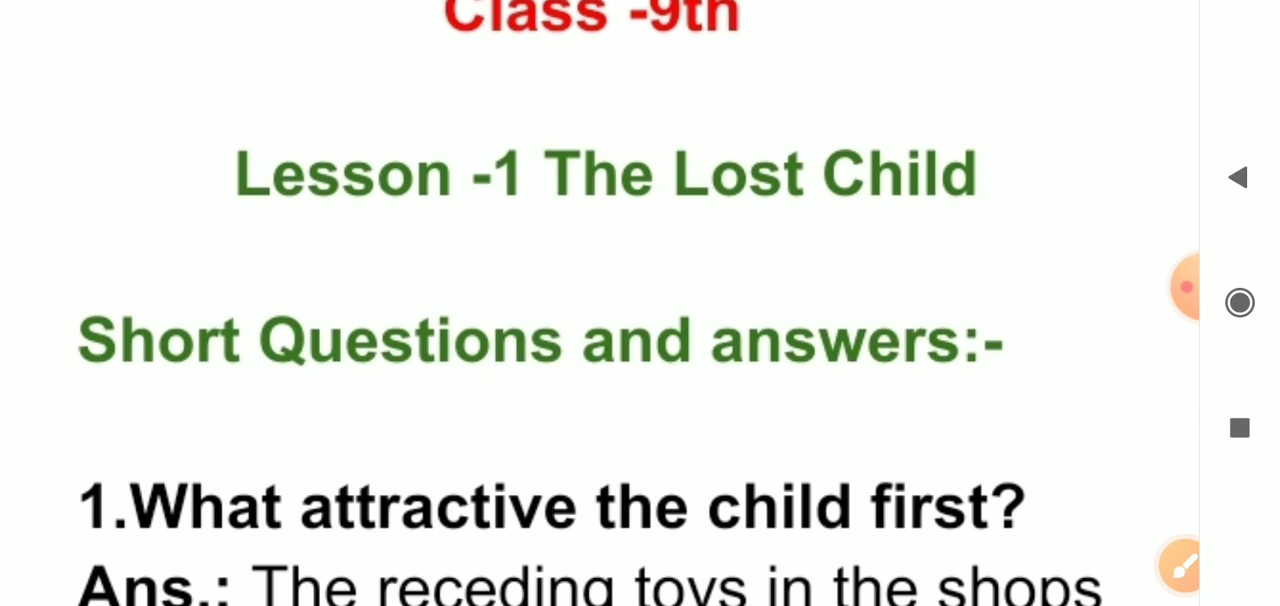 Class -9th
Lesson -1 The Lost Child
Short Questions and answers:-
1.What attractive the child first?
Ans.: The receding toys in the shops